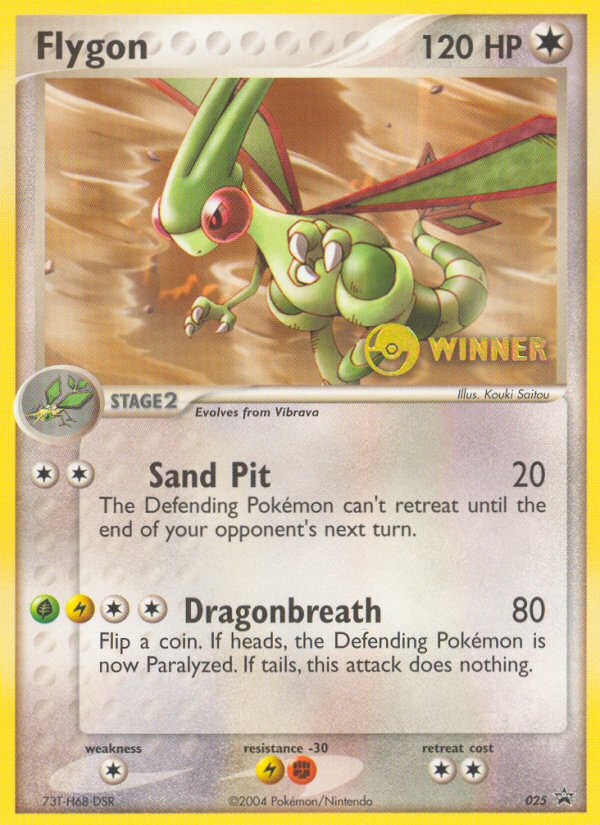 Flygon 120 HP
WINNER
Illus. Kouki Saitou
STAGE2
Evolves from Vibrava
Sand Pit 20
The Defending Pokémon can't retreat until the
end of your opponent's next turn.
Dragonbreath 80
Flip a coin. If heads, the Defending Pokémon is
now Paralyzed. If tails, this attack does nothing.
weakness resistance -30 retreat cost
73T-H6B-DSR ©2004 Pokémon/Nintendo 025